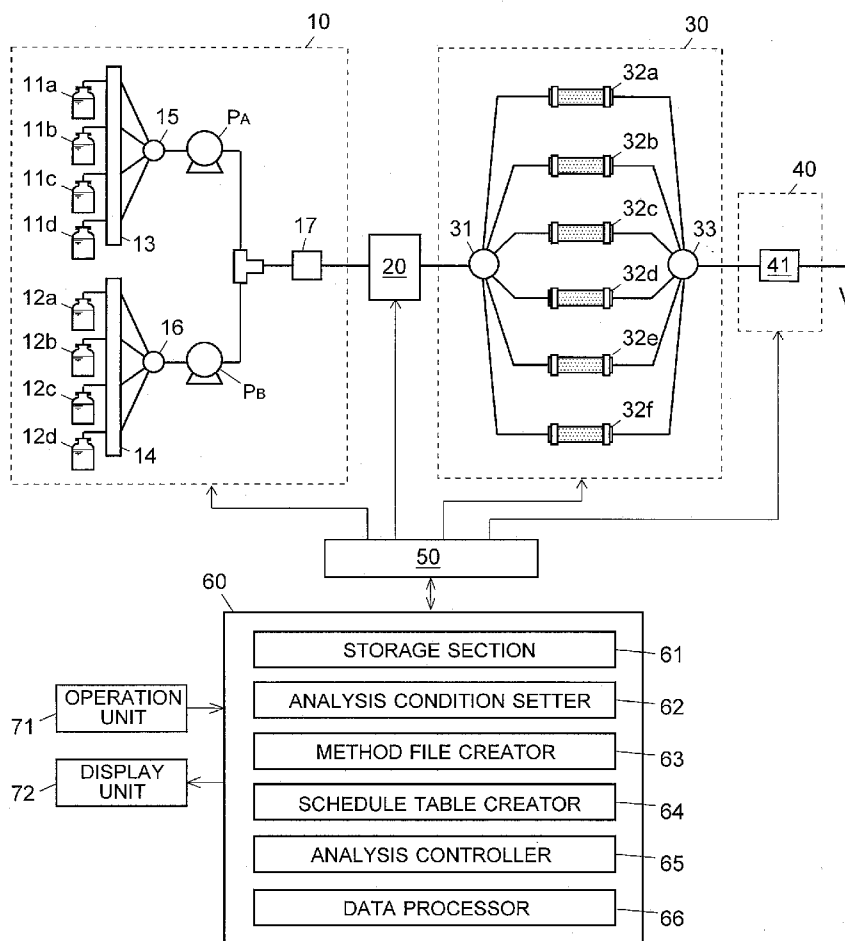 10
30
11a
11b
11c
11d
15
PA
13
17
12a
12b
12c
12d
16
PB
14
20
31
32a
32b
32c
32d
32e
32f
33
40
41
50
60
STORAGE SECTION
61
ANALYSIS CONDITION SETTER
62
METHOD FILE CREATOR
63
SCHEDULE TABLE CREATOR
64
ANALYSIS CONTROLLER
65
DATA PROCESSOR
66
OPERATION
UNIT
71
DISPLAY
UNIT
72